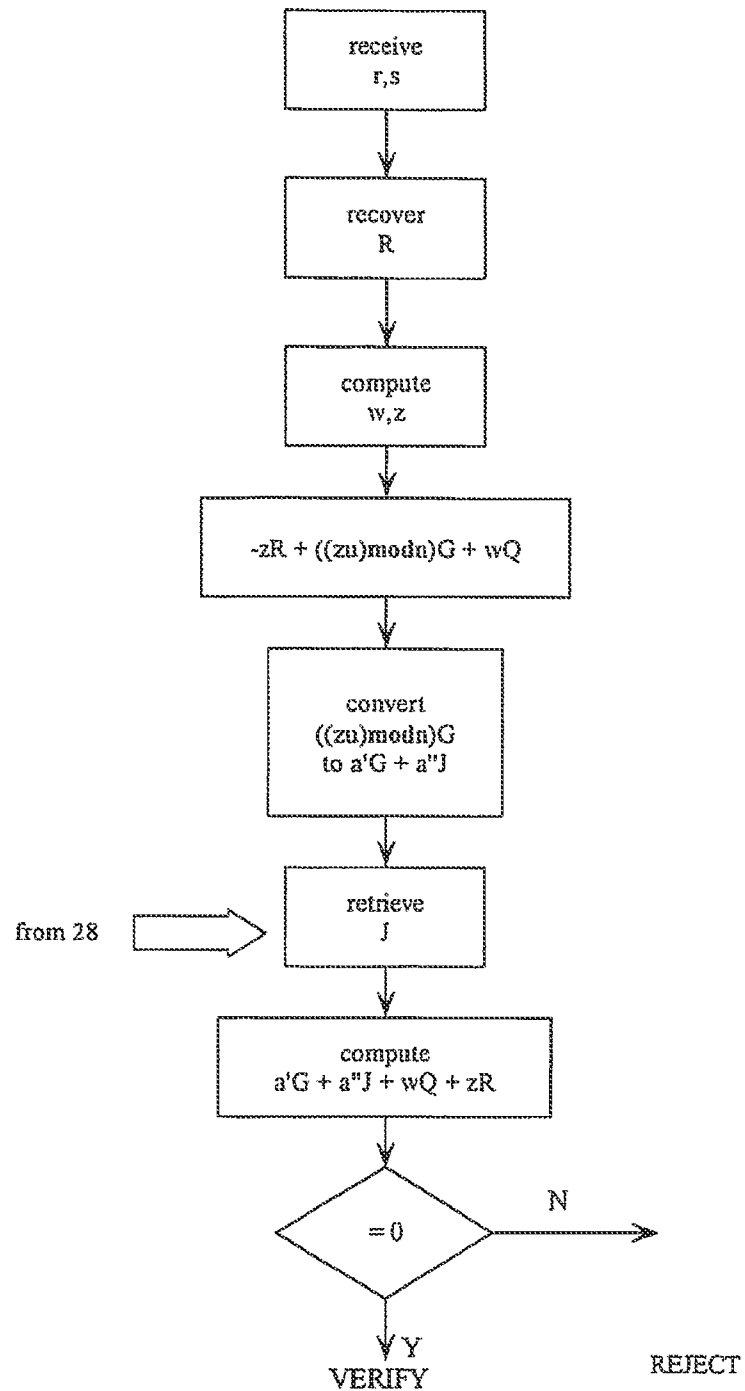 receive
r,s
recover
R
compute
w,z
-zR + ((zu)modn)G + wQ
convert
((zu)modn)G
to a'G + a"J
retrieve
J
from 28
compute
a'G + a"J + wQ + zR
= 0
N
Y
VERIFY
REJECT